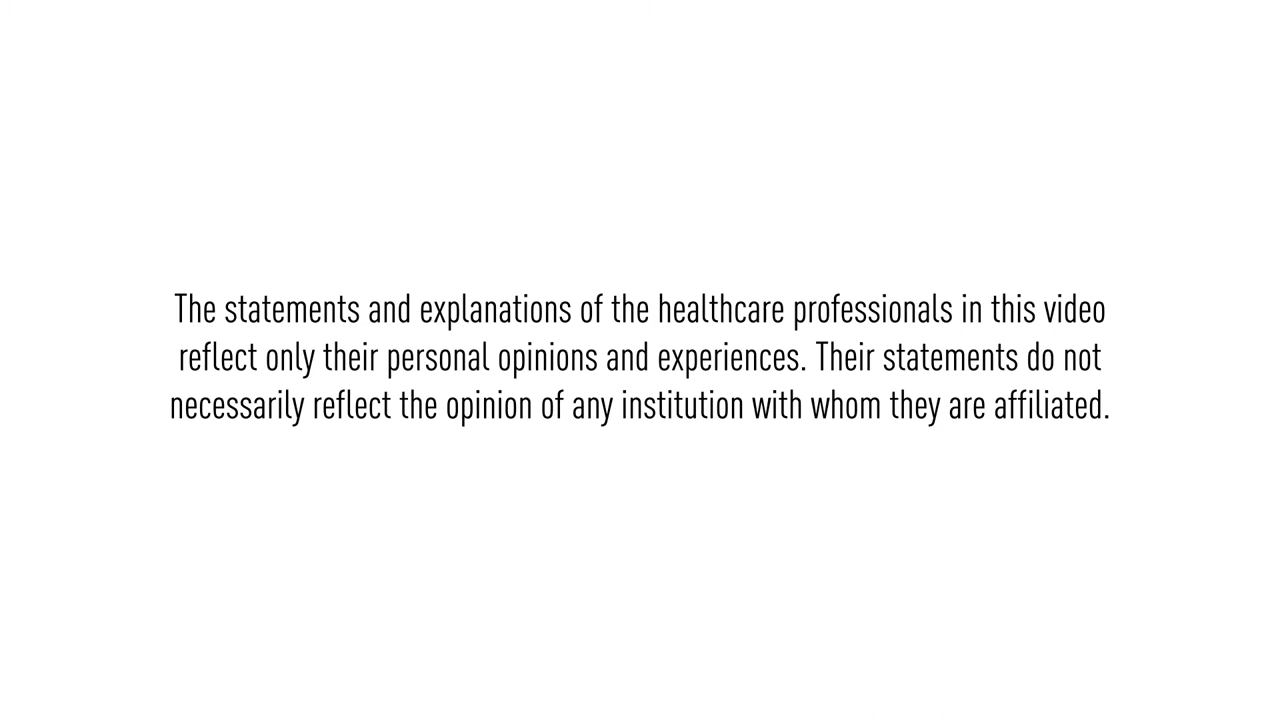 The statements and explanations of the healthcare professionals in this video
reflect only their personal opinions and experiences. Their statements do not
necessarily reflect the opinion of any institution with whom they are affiliated.